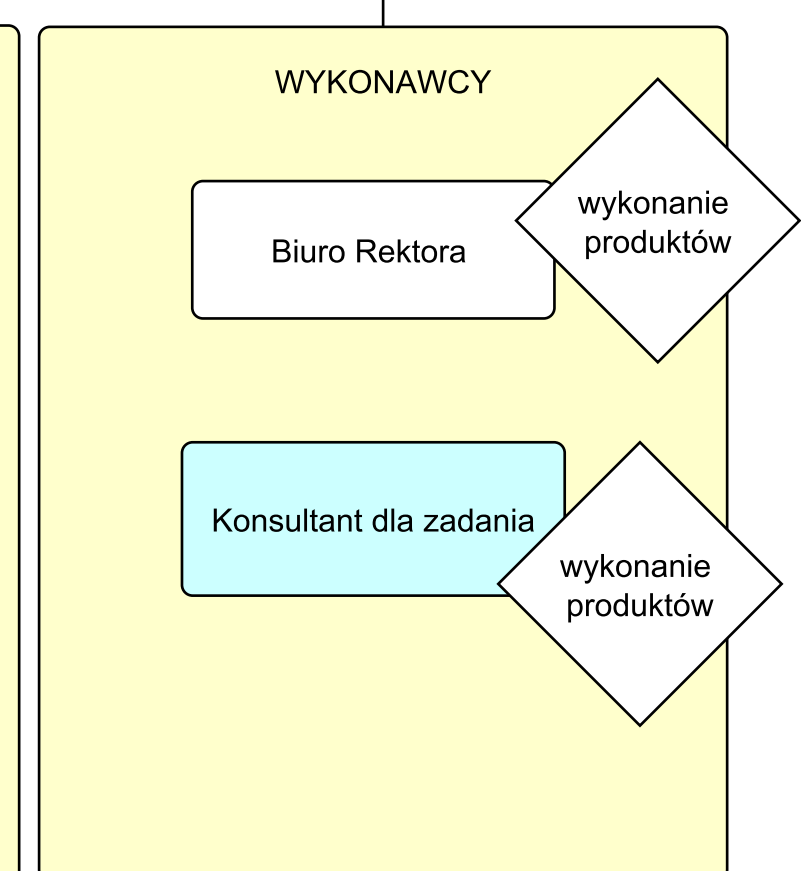 WYKONAWCY
wykonanie
produktów
Biuro Rektora
Konsultant dla zadania
wykonanie
produktów